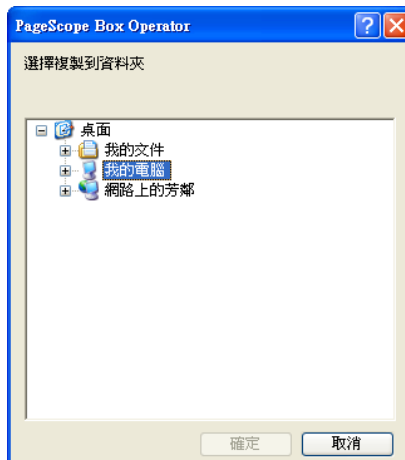 PageScope Box Operator
選擇複製到資料夾
桌面
我的文件
我的電腦
網路上的芳鄰
確定 取消